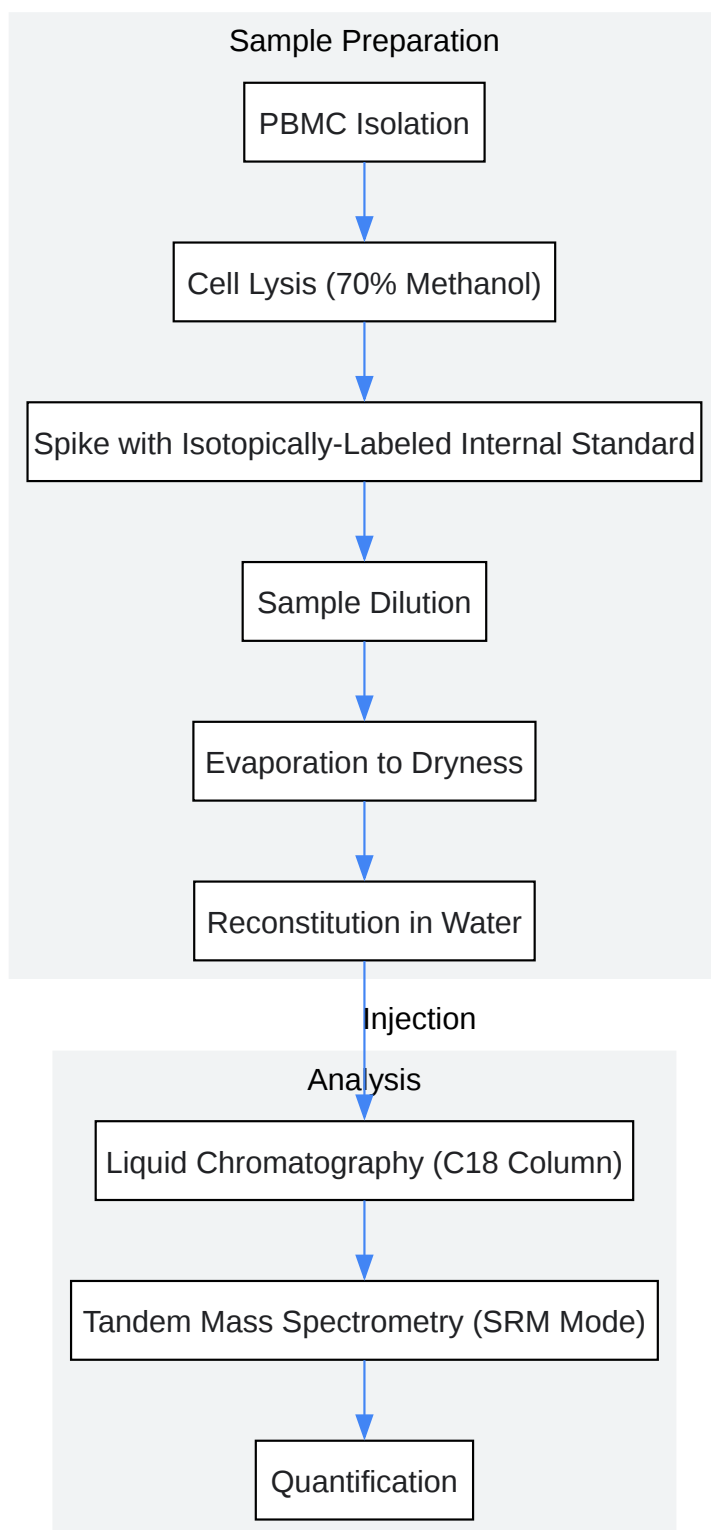 Sample Preparation
PBMC Isolation
Cell Lysis (70% Methanol)
Spike with Isotopically-Labeled Internal Standard
Sample Dilution
Evaporation to Dryness
Reconstitution in Water
Injection
Analysis
Liquid Chromatography (C18 Column)
Tandem Mass Spectrometry (SRM Mode)
Quantification